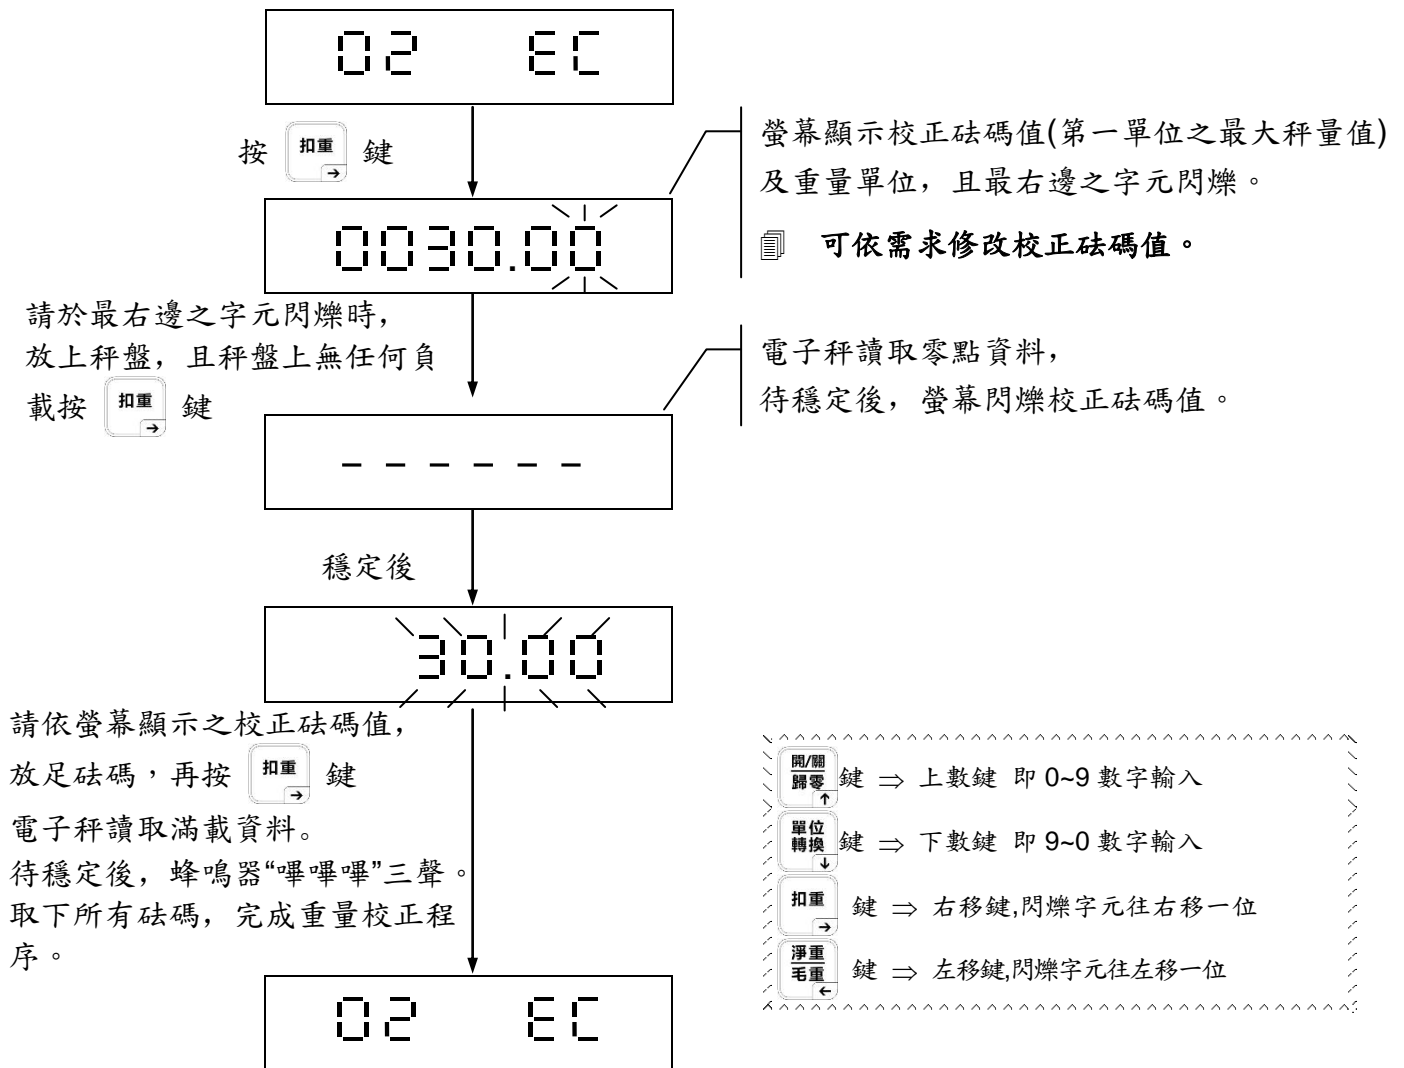 02 EC
按 扣重 → 鍵
螢幕顯示校正砝碼值(第一單位之最大秤量值)
及重量單位，且最右邊之字元閃爍。
可依需求修改校正砝碼值。
0030.00
請於最右邊之字元閃爍時，
放上秤盤，且秤盤上無任何負
載按 扣重 → 鍵
電子秤讀取零點資料，
待穩定後，螢幕閃爍校正砝碼值。
- - - - - -
穩定後
30.00
請依螢幕顯示之校正砝碼值，
放足砝碼，再按 扣重 → 鍵
電子秤讀取滿載資料。
待穩定後，蜂鳴器“嗶嗶嗶”三聲。
取下所有砝碼，完成重量校正程
序。
開/關 歸零 ↑ 鍵 ⇒ 上數鍵 即 0~9 數字輸入
單位轉換 ↓ 鍵 ⇒ 下數鍵 即 9~0 數字輸入
扣重 → 鍵 ⇒ 右移鍵,閃爍字元往右移一位
淨重 毛重 ← 鍵 ⇒ 左移鍵,閃爍字元往左移一位
02 EC